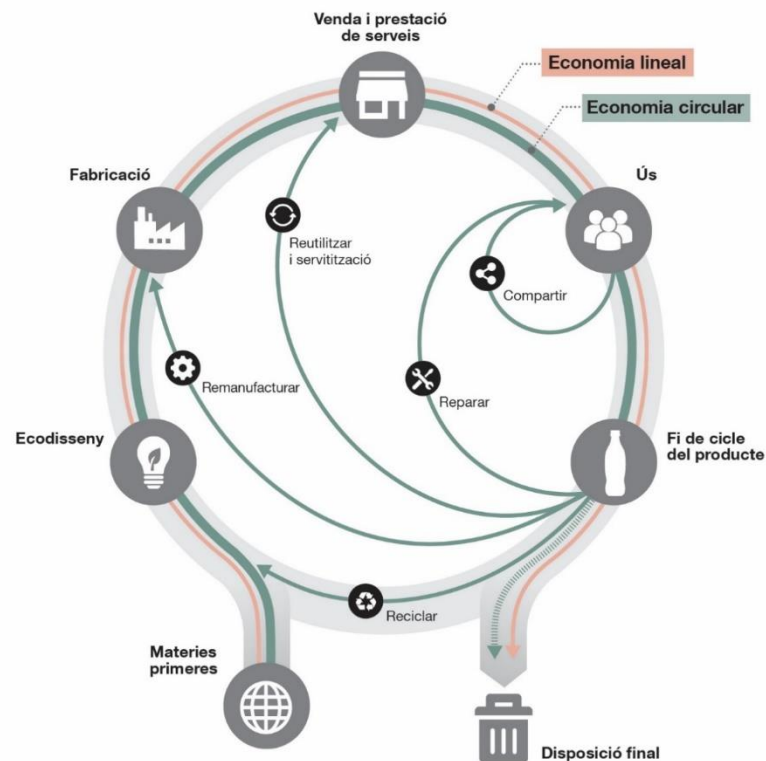 Venda i prestació
de serveis
Economia lineal
Economia circular
Fabricació
Ús
Reutilitzar
i servitització
Compartir
Remanufacturar
Reparar
Ecodisseny
Fi de cicle
del producte
Reciclar
Materies
primeres
Disposició final